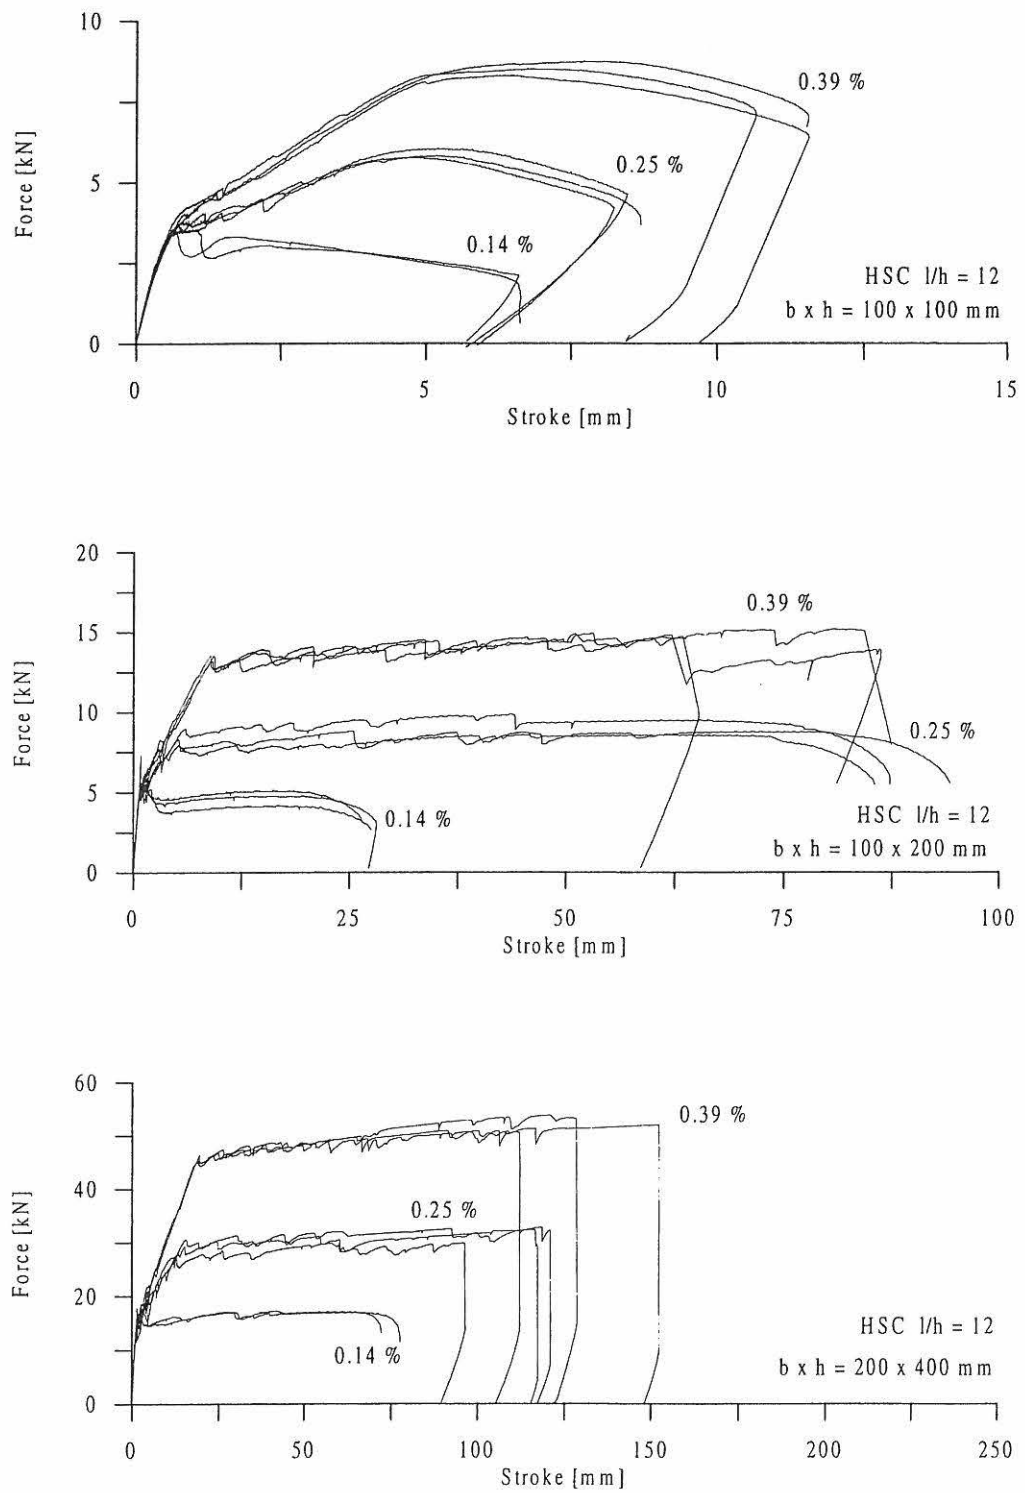 10
5
0
Force [kN]
0.39 %
0.25 %
0.14 %
HSC l/h = 12
b x h = 100 x 100 mm
0 5 10 15
Stroke [mm]
20
15
10
5
0
Force [kN]
0.39 %
0.25 %
0.14 %
HSC l/h = 12
b x h = 100 x 200 mm
0 25 50 75 100
Stroke [mm]
60
40
20
0
Force [kN]
0.39 %
0.25 %
0.14 %
HSC l/h = 12
b x h = 200 x 400 mm
0 50 100 150 200 250
Stroke [mm]